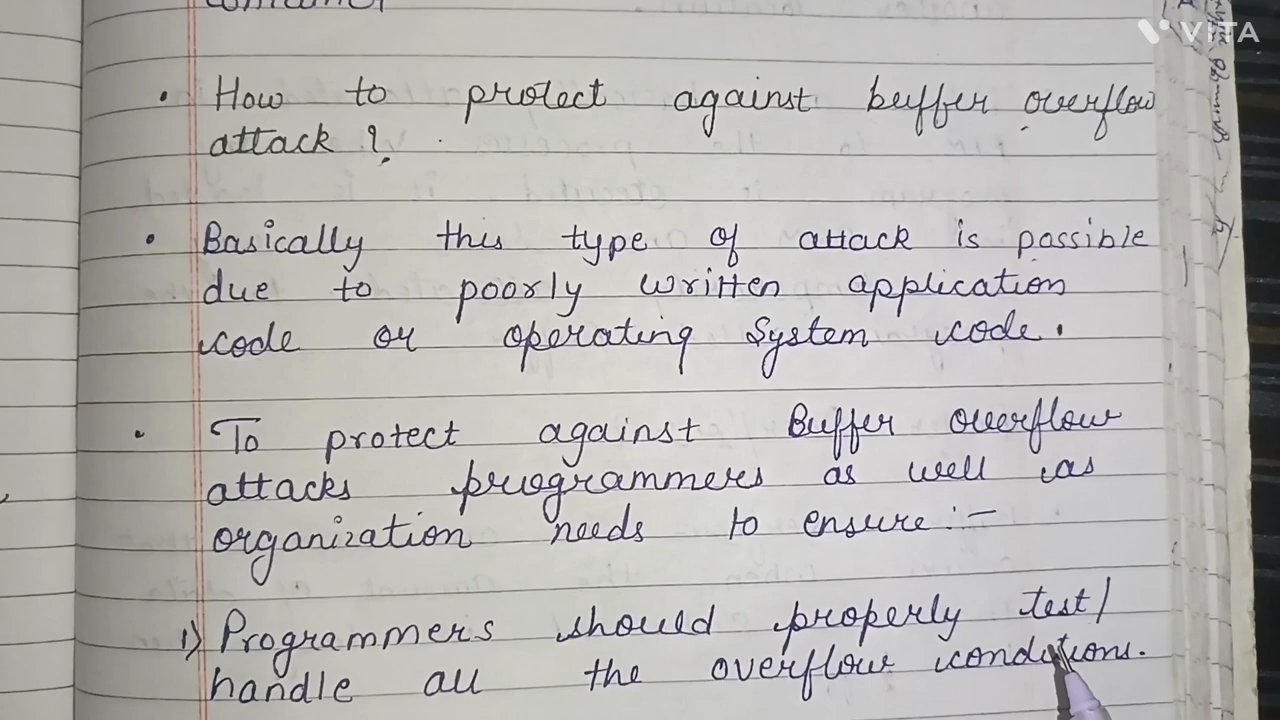 VITA
• How to protect against buffer overflow
attack ?
• Basically this type of attack is possible
due to poorly written application
code or operating System code.
• To protect against Buffer overflow
attacks programmers as well as
organization needs to ensure :-
1) Programmers should properly test/
handle all the overflow conditions.